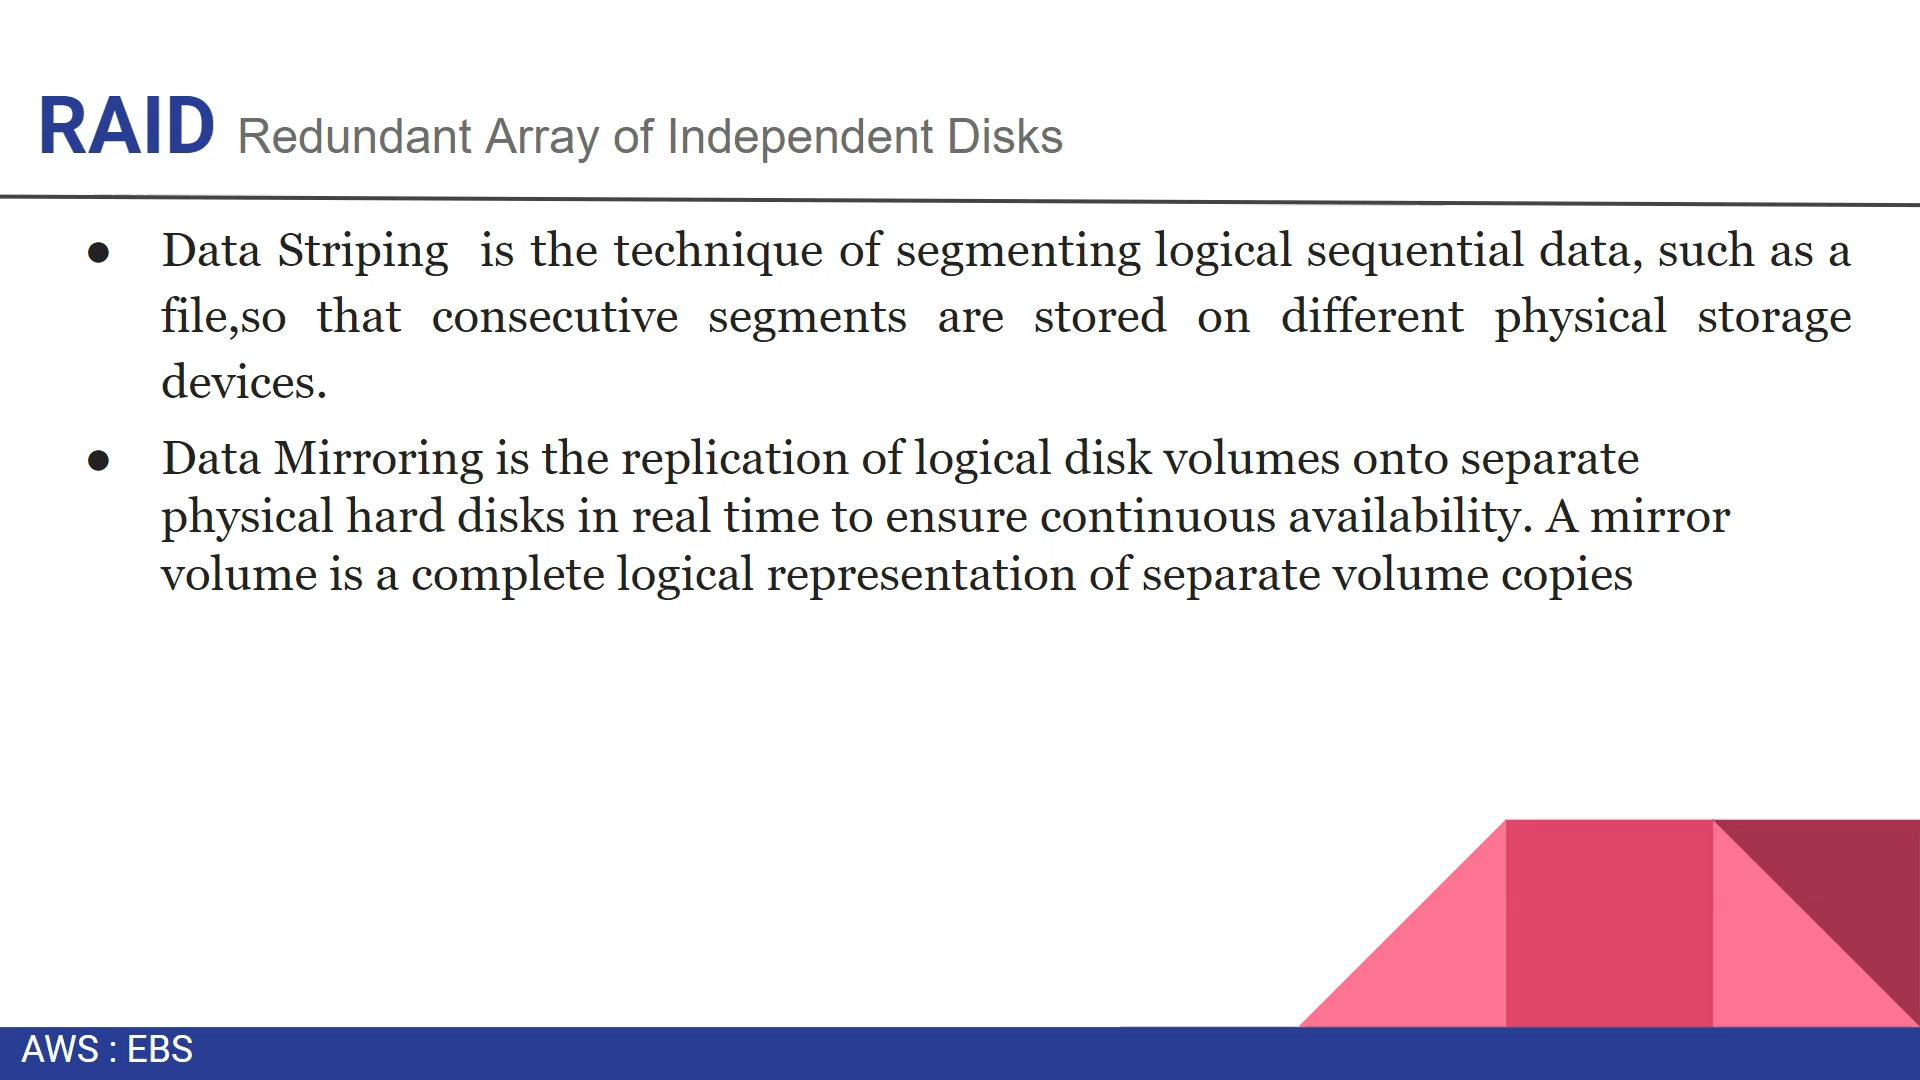 RAID Redundant Array of Independent Disks
● Data Striping is the technique of segmenting logical sequential data, such as a
file,so that consecutive segments are stored on different physical storage
devices.
● Data Mirroring is the replication of logical disk volumes onto separate
physical hard disks in real time to ensure continuous availability. A mirror
volume is a complete logical representation of separate volume copies
AWS : EBS